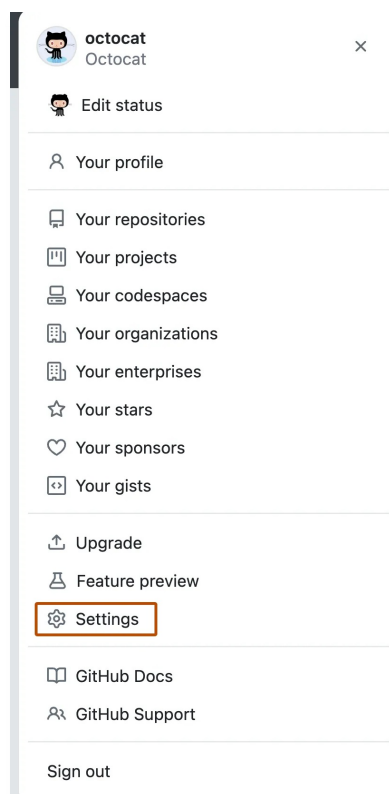 octocat
Octocat
Edit status
Your profile
Your repositories
Your projects
Your codespaces
Your organizations
Your enterprises
Your stars
Your sponsors
Your gists
Upgrade
Feature preview
Settings
GitHub Docs
GitHub Support
Sign out